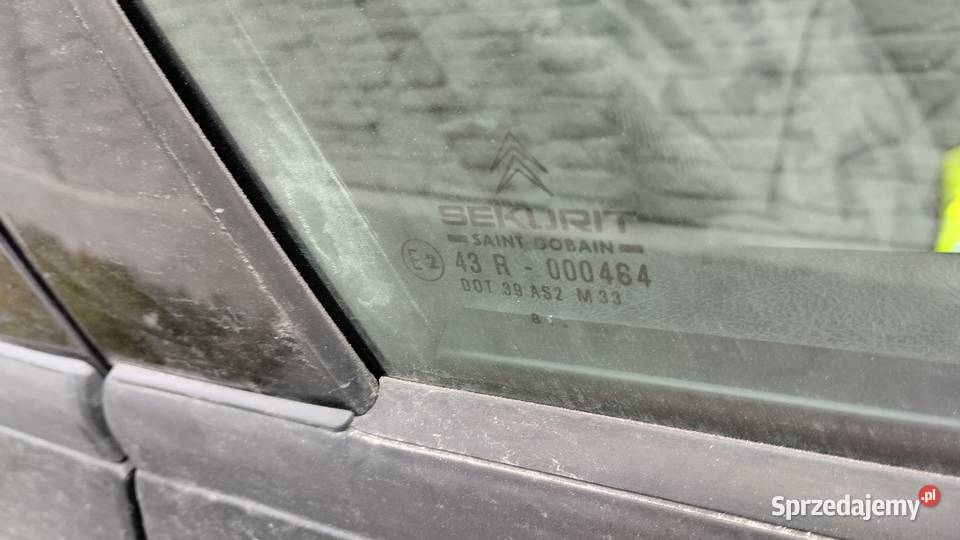 SEKURIT
SAINT GOBAIN
E2 43 R - 000464
DOT 39 AS2 M33
Sprzedajemy.pl